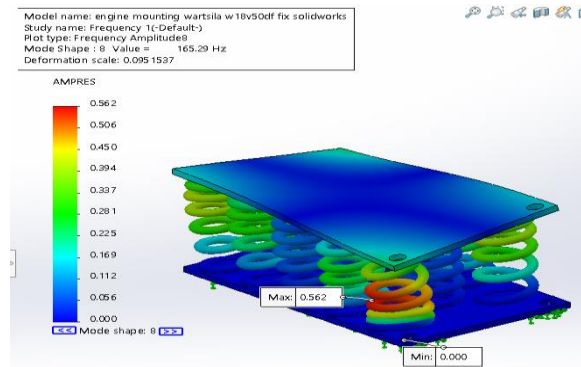 Model name: engine mounting wartsila w18v50df fix solidworks
Study name: Frequency 1(-Default-)
Plot type: Frequency Amplitude8
Mode Shape : 8 Value = 165.29 Hz
Deformation scale: 0.0951537
AMPRES
0.562
0.506
0.450
0.394
0.337
0.281
0.225
0.169
0.112
0.056
0.000
<< Mode shape: 8 >>
Max: 0.562
Min: 0.000